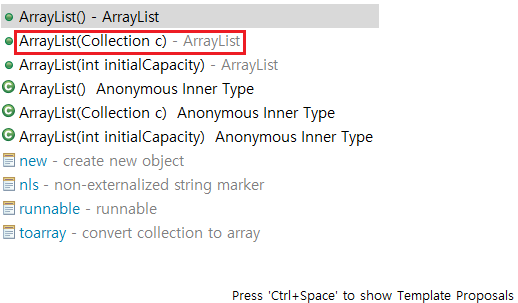 ArrayList() - ArrayList
ArrayList(Collection c) - ArrayList
ArrayList(int initialCapacity) - ArrayList
ArrayList()  Anonymous Inner Type
ArrayList(Collection c)  Anonymous Inner Type
ArrayList(int initialCapacity)  Anonymous Inner Type
new - create new object
nls - non-externalized string marker
runnable - runnable
toarray - convert collection to array
Press 'Ctrl+Space' to show Template Proposals